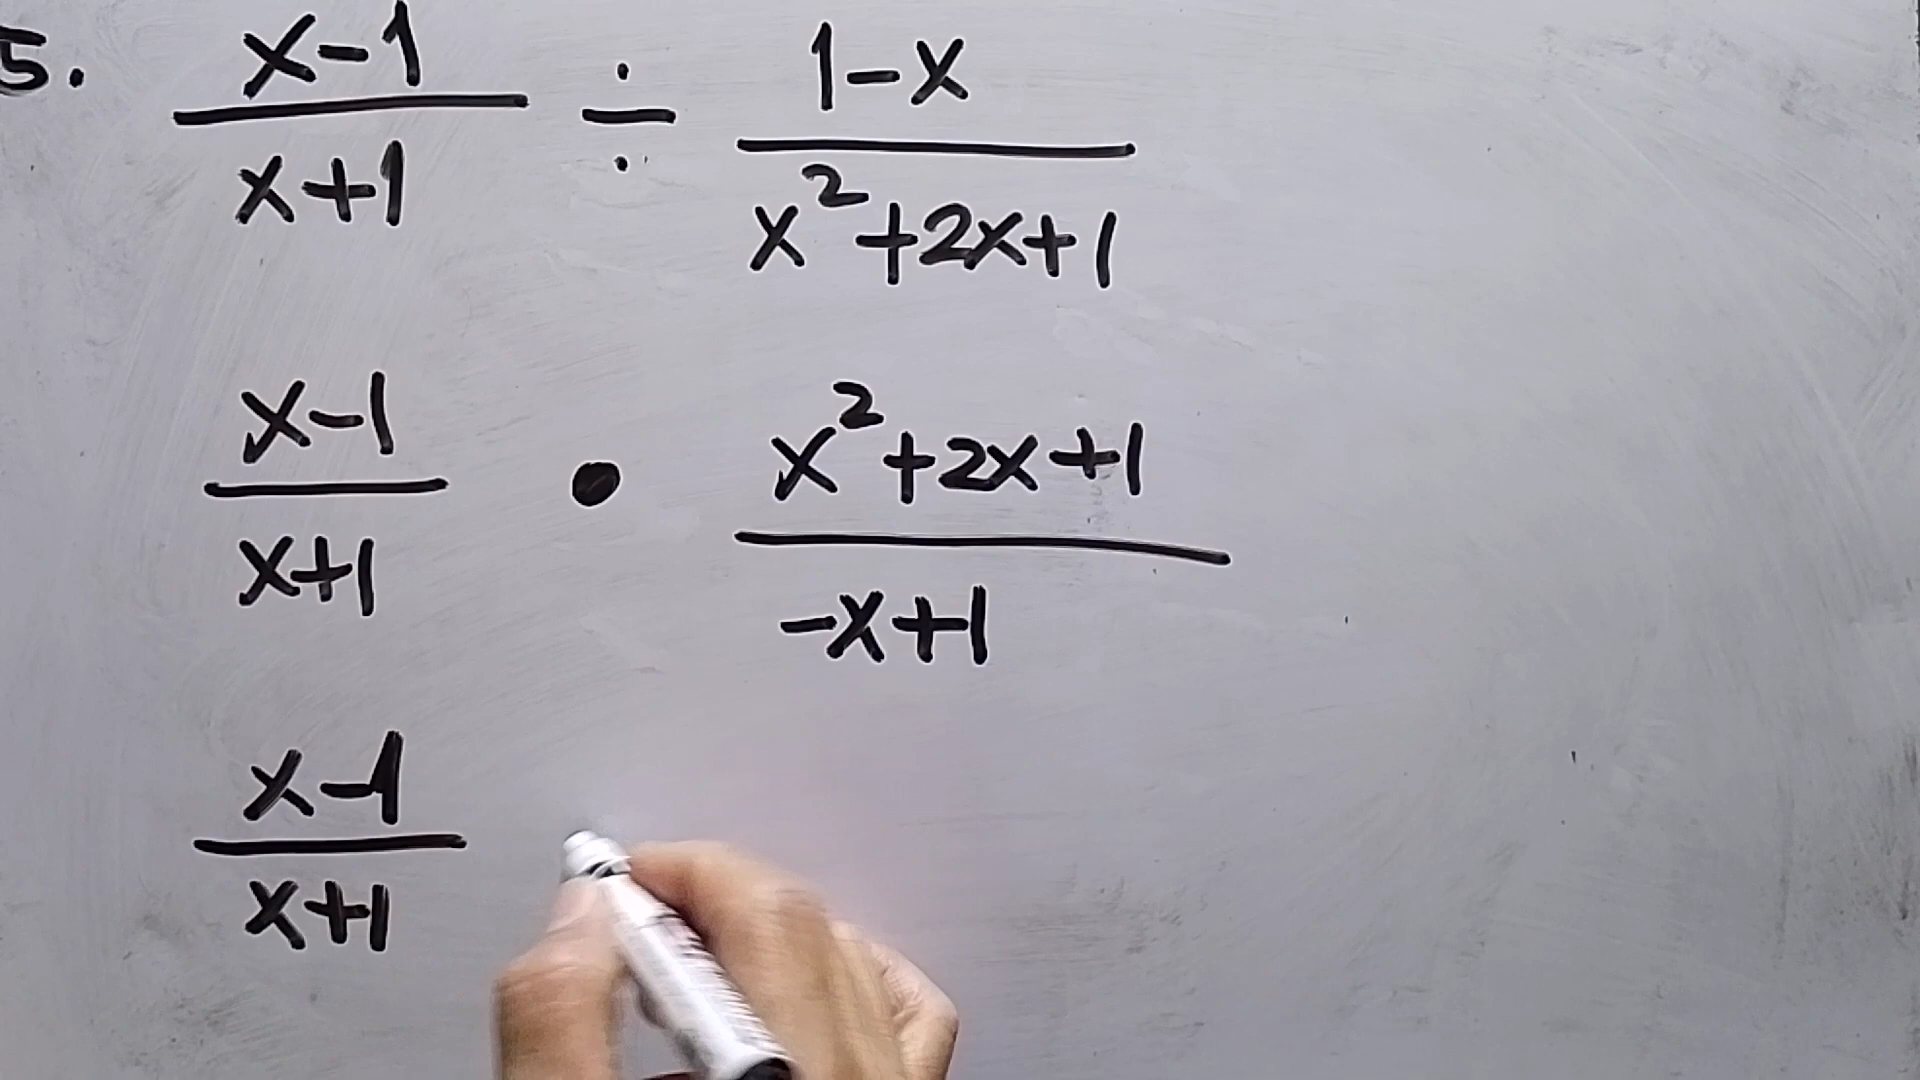 5. x-1 ÷ 1-x
x+1 x²+2x+1
x-1 • x²+2x+1
x+1 -x+1
x-1
x+1